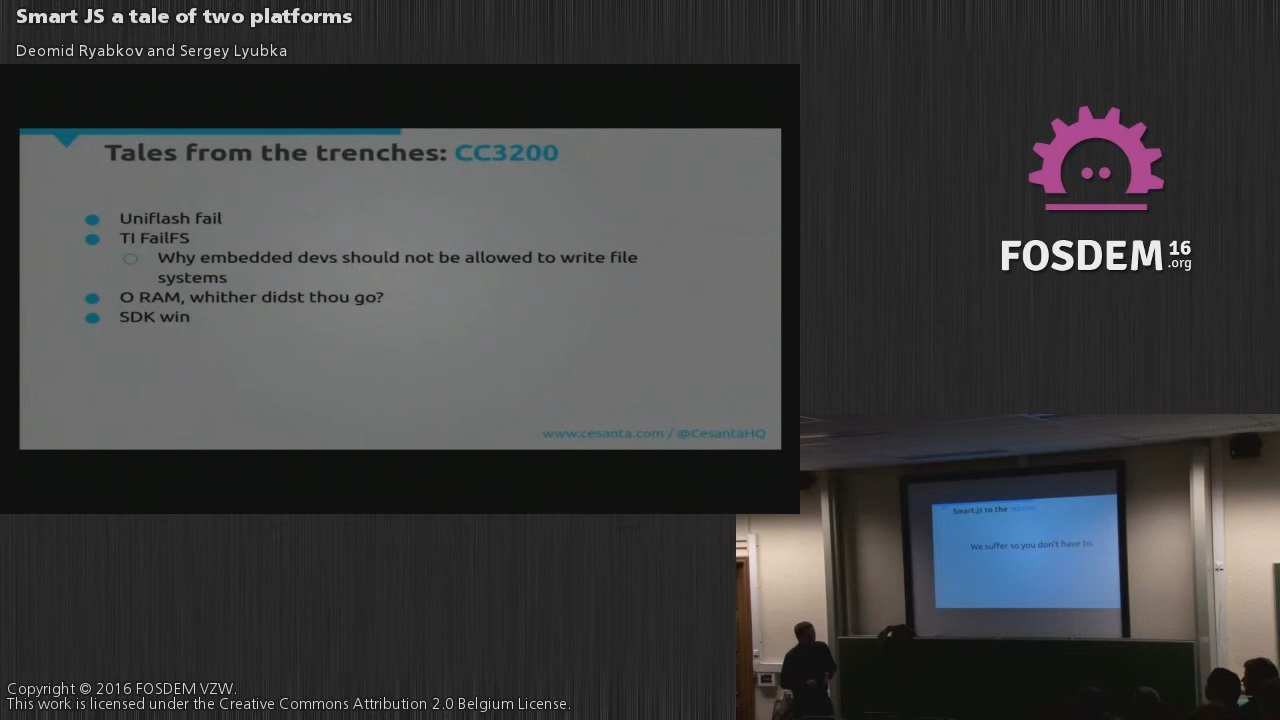 Smart JS a tale of two platforms
Deomid Ryabkov and Sergey Lyubka
Tales from the trenches: CC3200
Uniflash fail
TI FailFS
Why embedded devs should not be allowed to write file
systems
O RAM, whither didst thou go?
SDK win
www.cesanta.com / @CesantaHQ
FOSDEM 16
.org
Smart.js to the rescue
We suffer so you don't have to.
Copyright © 2016 FOSDEM VZW.
This work is licensed under the Creative Commons Attribution 2.0 Belgium License.